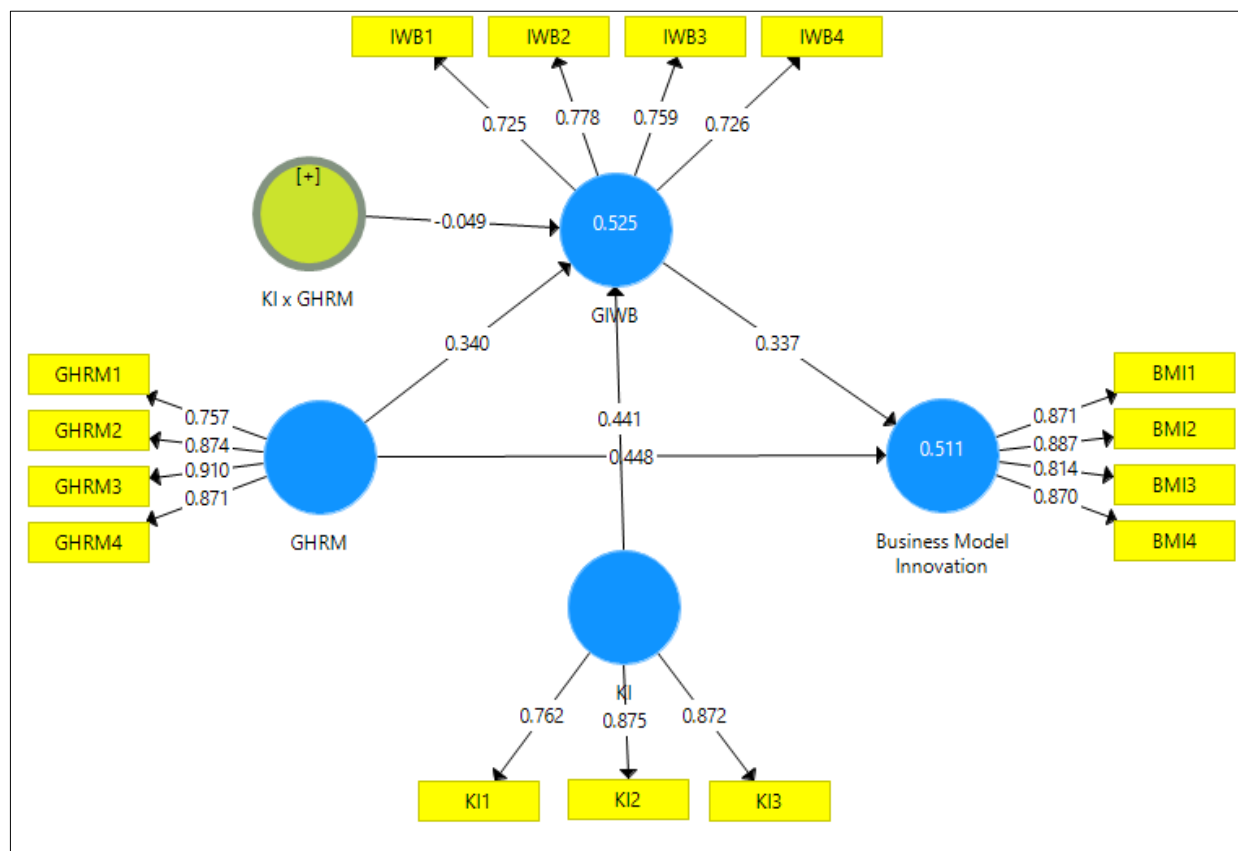 IWB1
IWB2
IWB3
IWB4
0.725
0.778
0.759
0.726
[+]
-0.049
0.525
KI x GHRM
GIWB
0.340
0.337
GHRM1
GHRM2
GHRM3
GHRM4
0.757
0.874
0.910
0.871
GHRM
0.441
0.448
0.511
Business Model
Innovation
0.871
0.887
0.814
0.870
BMI1
BMI2
BMI3
BMI4
KI
0.762
0.875
0.872
KI1
KI2
KI3